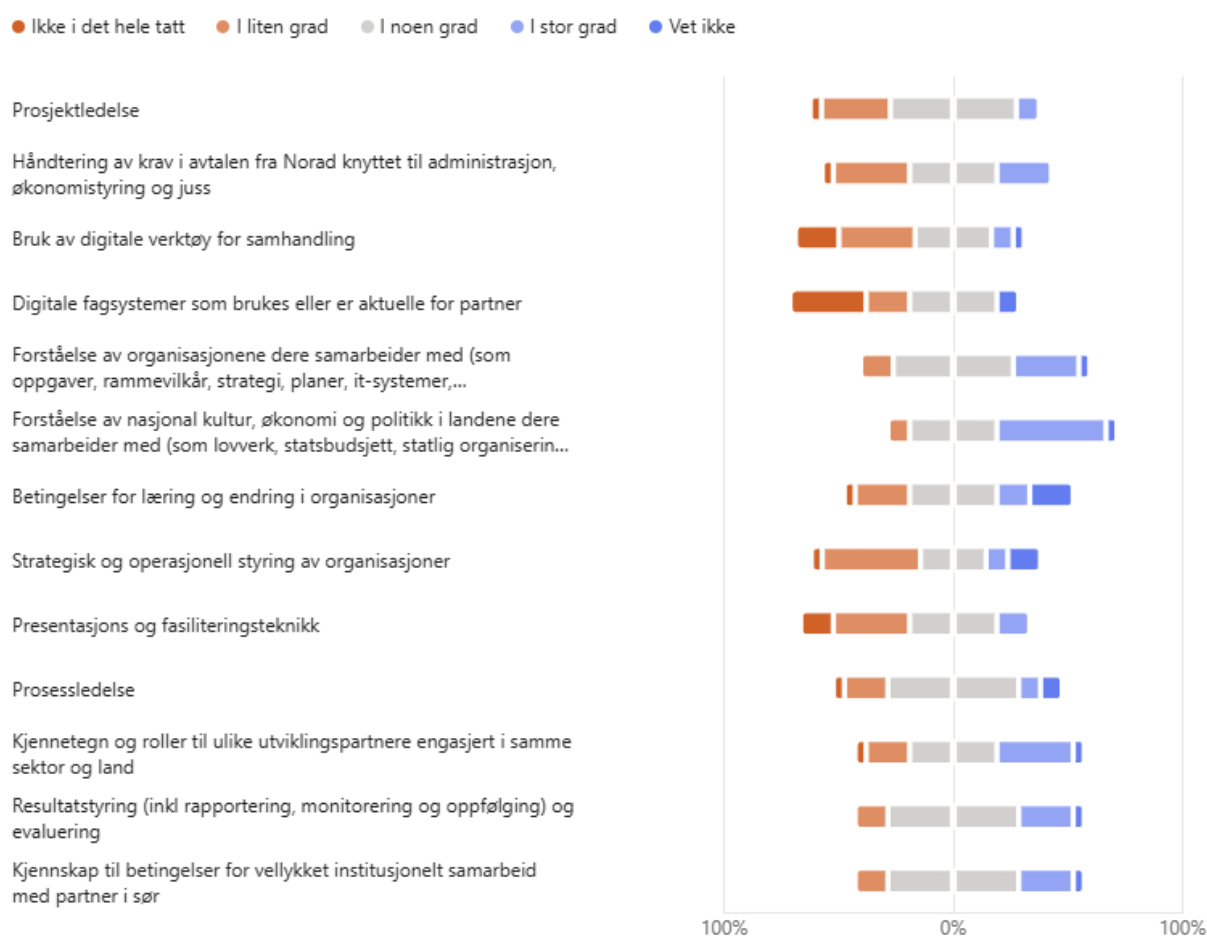 Ikke i det hele tatt I liten grad I noen grad I stor grad Vet ikke
Prosjektledelse
Håndtering av krav i avtalen fra Norad knyttet til administrasjon,
økonomistyring og juss
Bruk av digitale verktøy for samhandling
Digitale fagsystemer som brukes eller er aktuelle for partner
Forståelse av organisasjonene dere samarbeider med (som
oppgaver, rammevilkår, strategi, planer, it-systemer,...
Forståelse av nasjonal kultur, økonomi og politikk i landene dere
samarbeider med (som lovverk, statsbudsjett, statlig organiserin...
Betingelser for læring og endring i organisasjoner
Strategisk og operasjonell styring av organisasjoner
Presentasjons og fasiliteringsteknikk
Prosessledelse
Kjennetegn og roller til ulike utviklingspartnere engasjert i samme
sektor og land
Resultatstyring (inkl rapportering, monitorering og oppfølging) og
evaluering
Kjennskap til betingelser for vellykket institusjonelt samarbeid
med partner i sør
100% 0% 100%